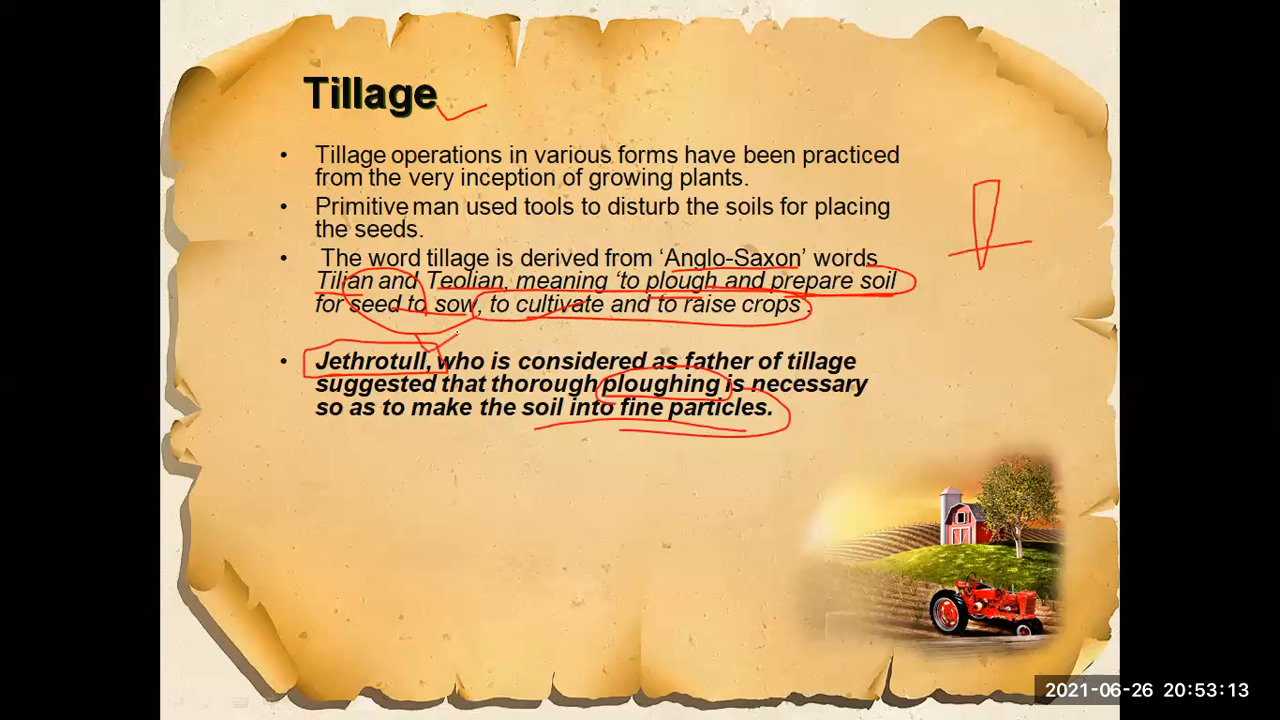 Tillage
• Tillage operations in various forms have been practiced
from the very inception of growing plants.
• Primitive man used tools to disturb the soils for placing
the seeds.
• The word tillage is derived from ‘Anglo-Saxon’ words
Tilian and Teolian, meaning ‘to plough and prepare soil
for seed to sow, to cultivate and to raise crops’.
• Jethrotull, who is considered as father of tillage
suggested that thorough ploughing is necessary
so as to make the soil into fine particles.
2021-06-26 20:53:13